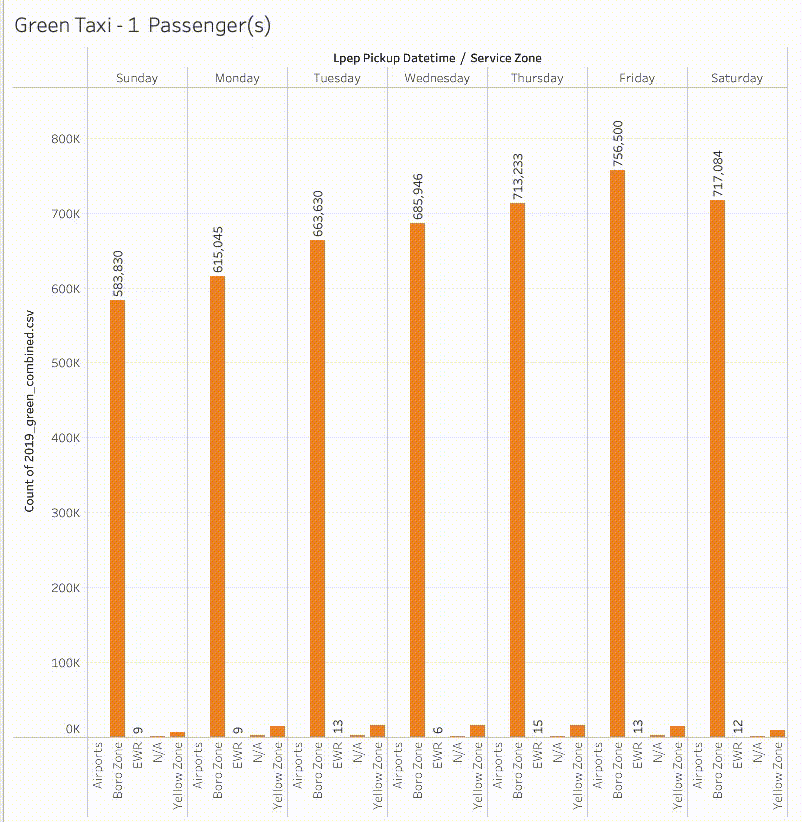 Green Taxi - 1 Passenger(s)
Lpep Pickup Datetime / Service Zone
Sunday Monday Tuesday Wednesday Thursday Friday Saturday
Count of 2019_green_combined.csv
800K
700K
600K
500K
400K
300K
200K
100K
0K
583,830 9
615,045 9
663,630 13
685,946 6
713,233 15
756,500 13
717,084 12
Airports Boro Zone EWR N/A Yellow Zone
Airports Boro Zone EWR N/A Yellow Zone
Airports Boro Zone EWR N/A Yellow Zone
Airports Boro Zone EWR N/A Yellow Zone
Airports Boro Zone EWR N/A Yellow Zone
Airports Boro Zone EWR N/A Yellow Zone
Airports Boro Zone EWR N/A Yellow Zone